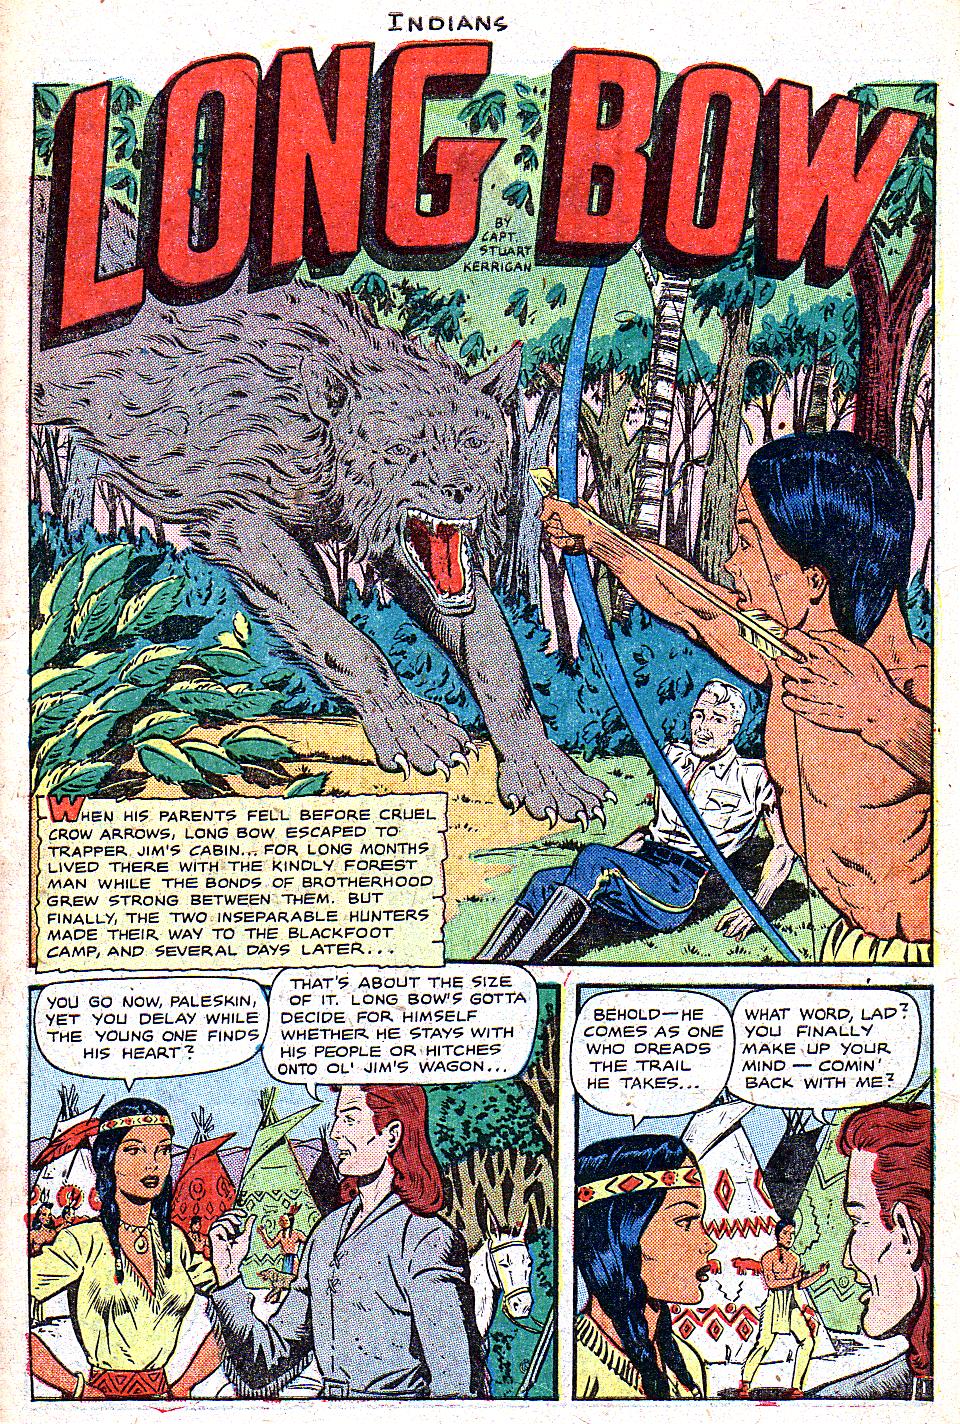 INDIANS
LONG BOW
BY
CAPT.
STUART
KERRIGAN
WHEN HIS PARENTS FELL BEFORE CRUEL
CROW ARROWS, LONG BOW ESCAPED TO
TRAPPER JIM'S CABIN... FOR LONG MONTHS
LIVED THERE WITH THE KINDLY FOREST
MAN WHILE THE BONDS OF BROTHERHOOD
GREW STRONG BETWEEN THEM. BUT
FINALLY, THE TWO INSEPARABLE HUNTERS
MADE THEIR WAY TO THE BLACKFOOT
CAMP, AND SEVERAL DAYS LATER...
YOU GO NOW, PALESKIN,
YET YOU DELAY WHILE
THE YOUNG ONE FINDS
HIS HEART?
THAT'S ABOUT THE SIZE
OF IT. LONG BOW'S GOTTA
DECIDE FOR HIMSELF
WHETHER HE STAYS WITH
HIS PEOPLE OR HITCHES
ONTO OL' JIM'S WAGON...
BEHOLD—HE
COMES AS ONE
WHO DREADS
THE TRAIL
HE TAKES...
WHAT WORD, LAD?
YOU FINALLY
MAKE UP YOUR
MIND — COMIN'
BACK WITH ME?